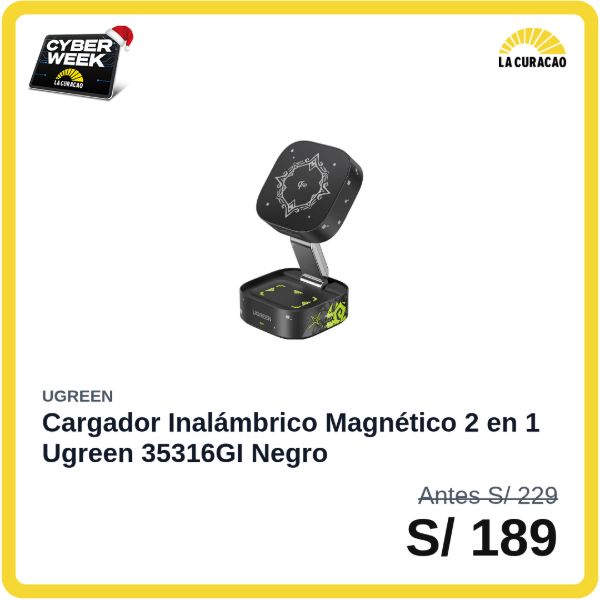 CYBER
WEEK
LA CURACAO
LA CURACAO
UGREEN
UGREEN
Cargador Inalámbrico Magnético 2 en 1
Ugreen 35316GI Negro
Antes S/ 229
S/ 189